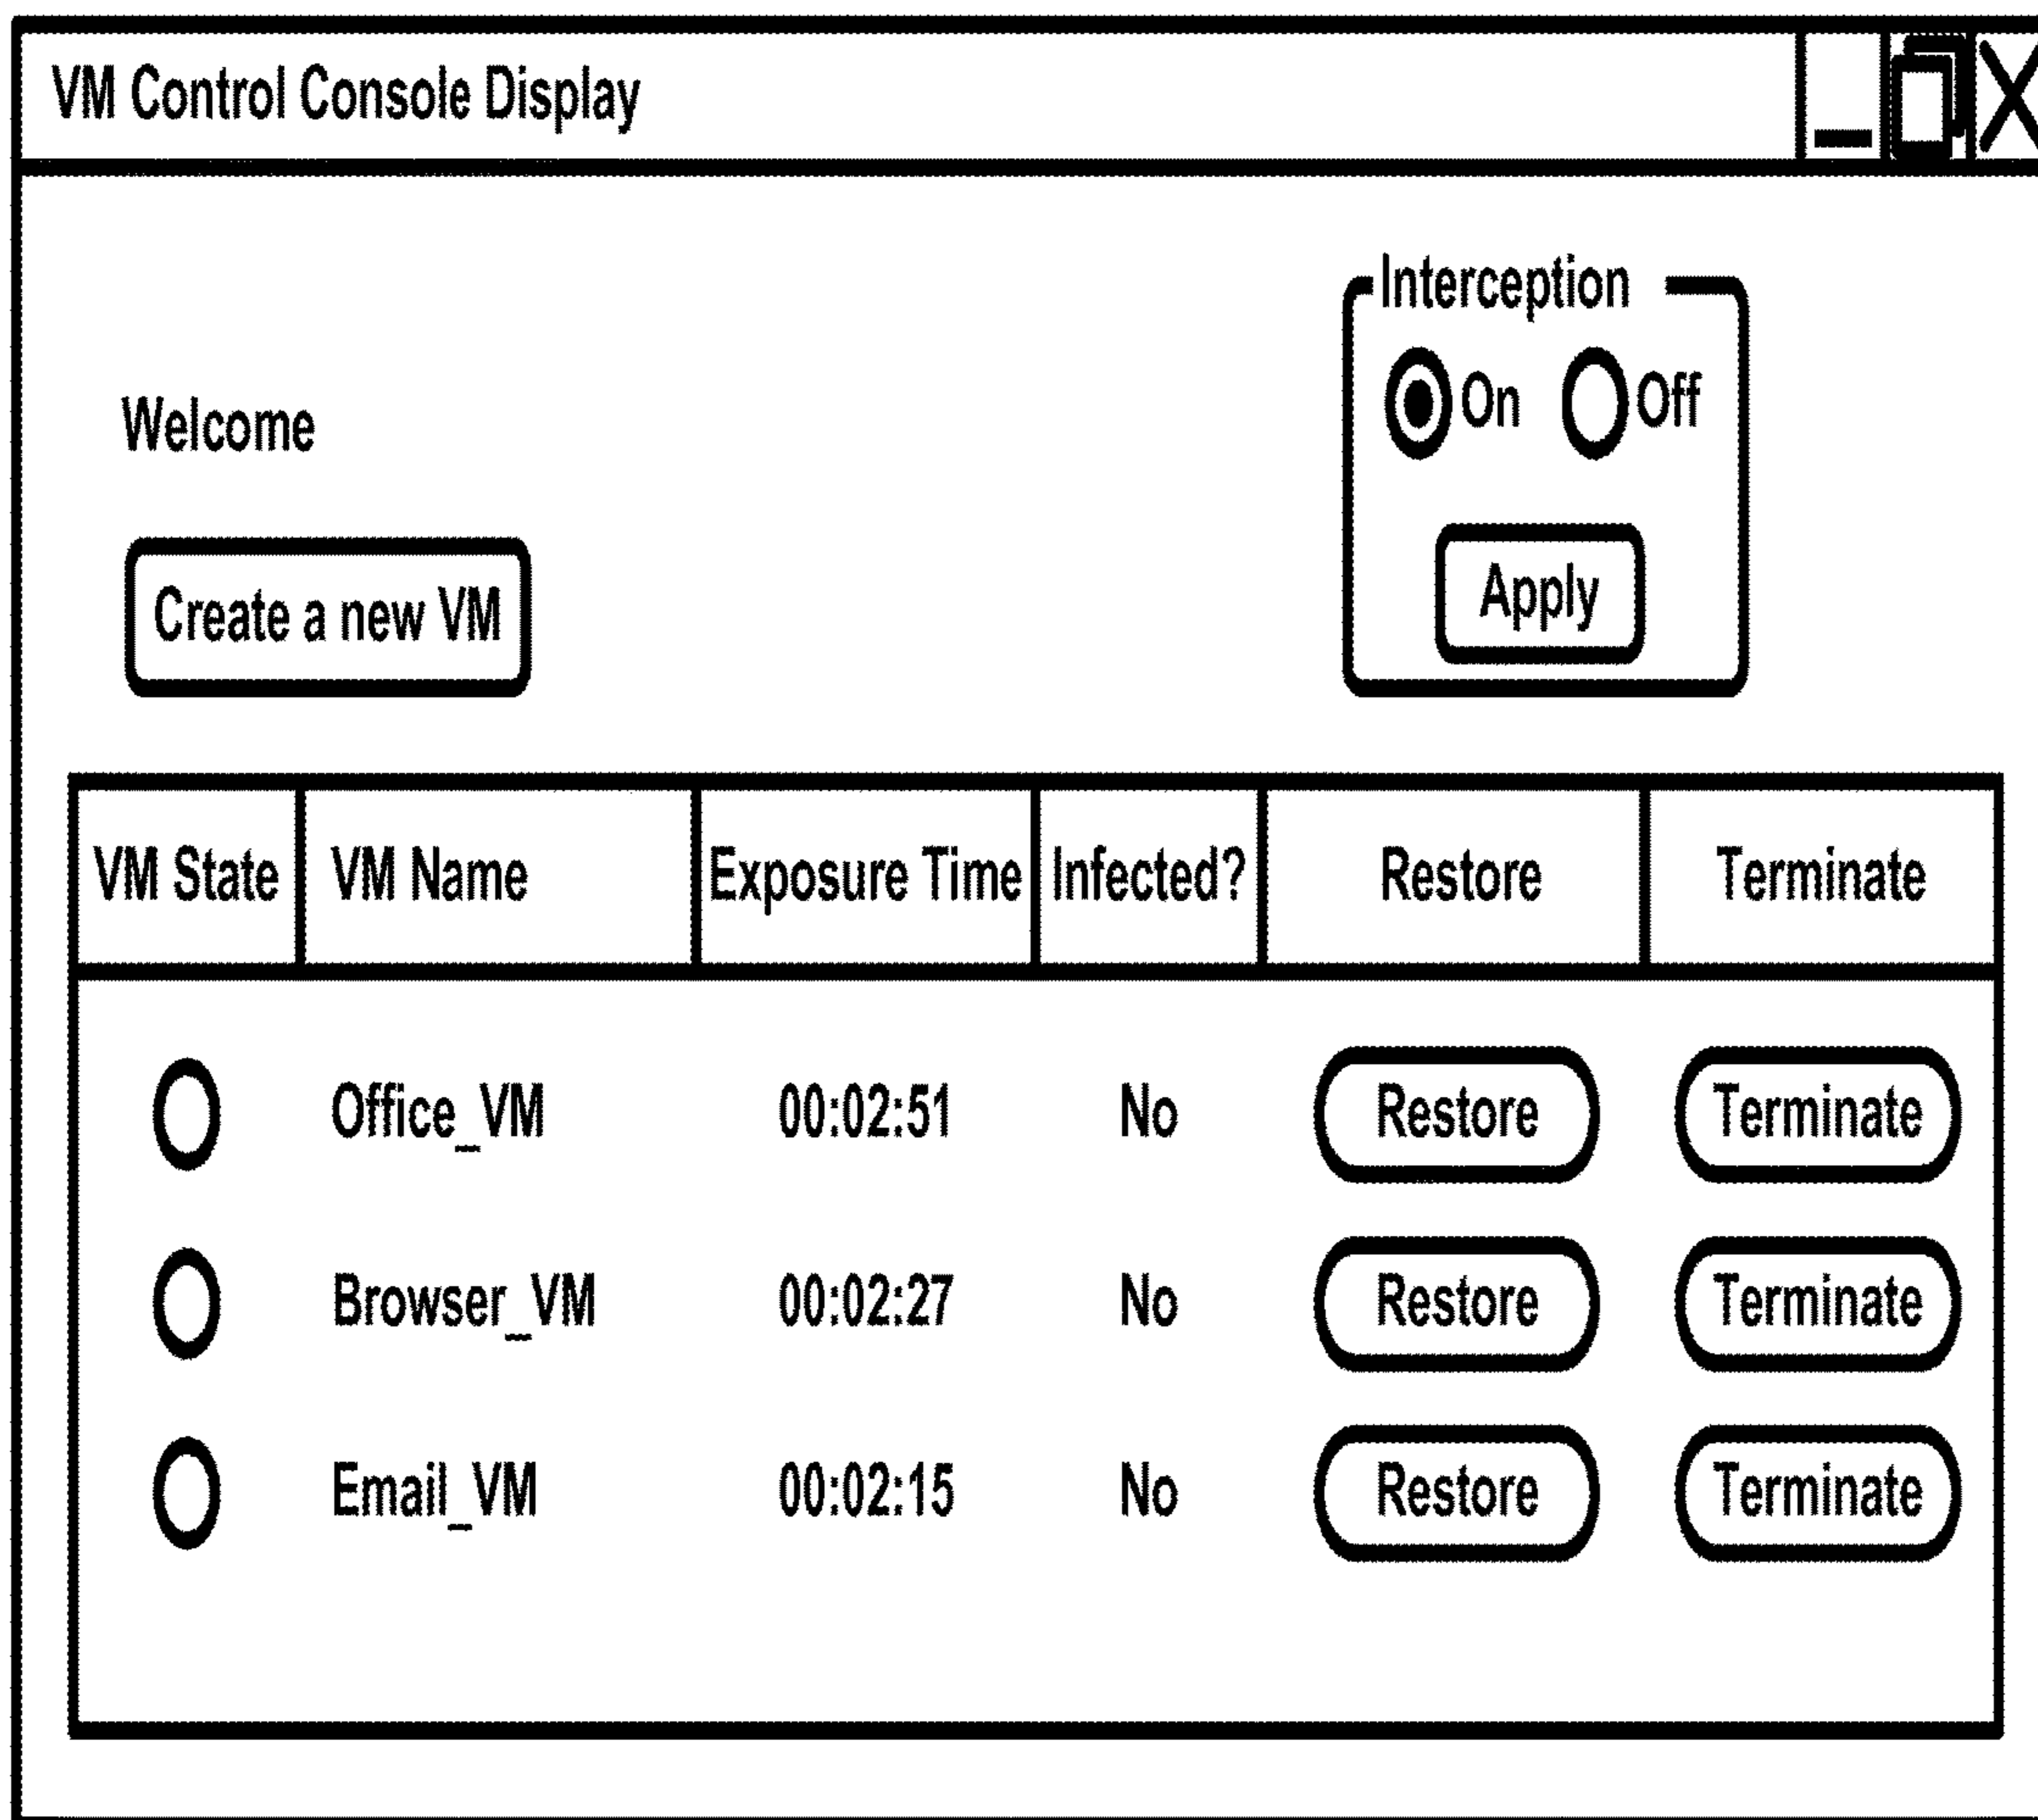 VM Control Console Display
Interception
On Off
Welcome
Apply
Create a new VM
VM State VM Name Exposure Time Infected? Restore Terminate
Office_VM 00:02:51 No Restore Terminate
Browser_VM 00:02:27 No Restore Terminate
Email_VM 00:02:15 No Restore Terminate